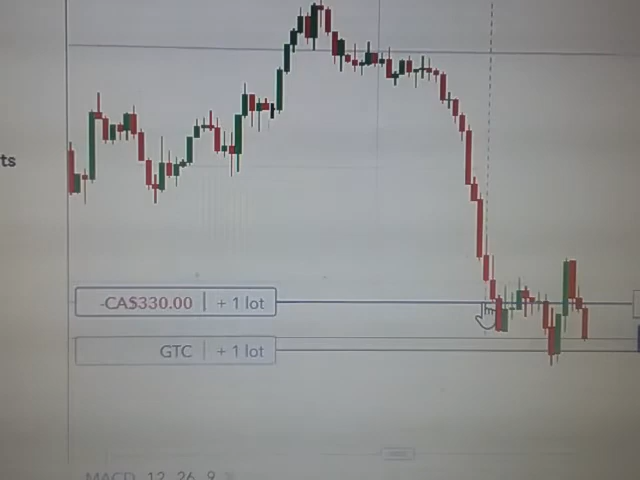 ts
-CA$330.00 | + 1 lot
GTC | + 1 lot
MACD 12 26 9